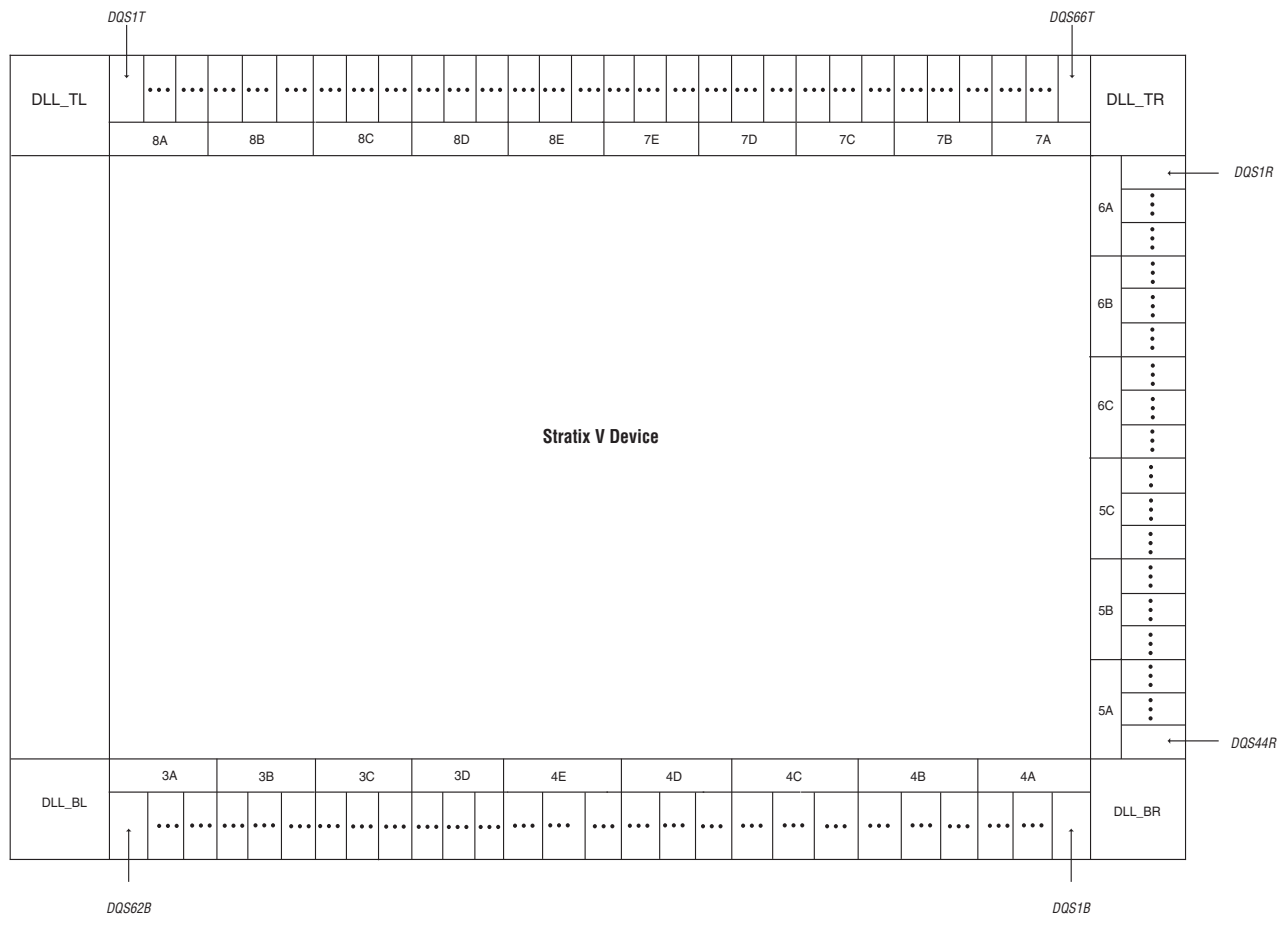 DQS1T DQS66T
DLL_TL DLL_TR
8A 8B 8C 8D 8E 7E 7D 7C 7B 7A
DQS1R
6A
6B
6C
Stratix V Device
5C
5B
5A
DQS44R
3A 3B 3C 3D 4E 4D 4C 4B 4A
DLL_BL DLL_BR
DQS62B DQS1B